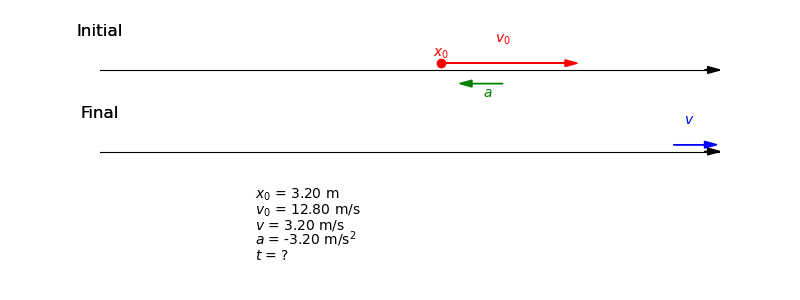 Initial
v₀
x₀
a
Final
v
x₀ = 3.20 m
v₀ = 12.80 m/s
v = 3.20 m/s
a = -3.20 m/s²
t = ?